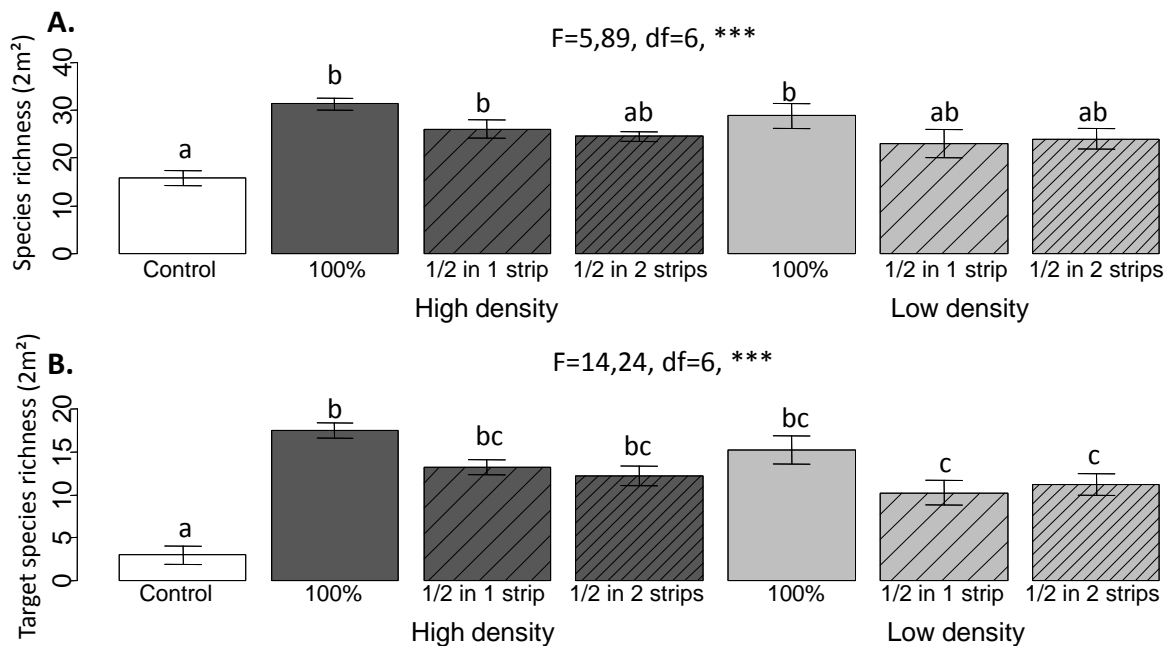 A.
F=5,89, df=6, ***
Species richness (2m²)
40
30
20
10
0
a
b
b
ab
b
ab
ab
Control
100%
1/2 in 1 strip
1/2 in 2 strips
100%
1/2 in 1 strip
1/2 in 2 strips
High density
Low density
B.
F=14,24, df=6, ***
Target species richness (2m²)
20
15
10
5
0
a
b
bc
bc
bc
c
c
Control
100%
1/2 in 1 strip
1/2 in 2 strips
100%
1/2 in 1 strip
1/2 in 2 strips
High density
Low density